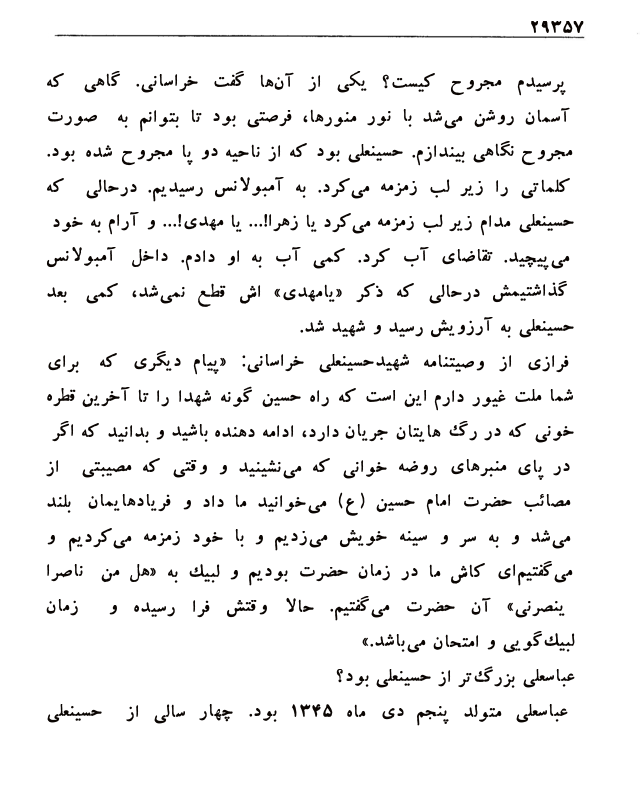 ۲۹۳۵۷
پرسیدم مجروح کیست؟ یکی از آن‌ها گفت خراسانی. گاهی که
آسمان روشن می‌شد با نور منورها، فرصتی بود تا بتوانم به صورت
مجروح نگاهی بیندازم. حسینعلی بود که از ناحیه دو پا مجروح شده بود.
کلماتی را زیر لب زمزمه می‌کرد. به آمبولانس رسیدیم. درحالی که
حسینعلی مدام زیر لب زمزمه می‌کرد یا زهرا!... یا مهدی!... و آرام به خود
می‌پیچید. تقاضای آب کرد. کمی آب به او دادم. داخل آمبولانس
گذاشتیمش درحالی که ذکر «یامهدی» اش قطع نمی‌شد، کمی بعد
حسینعلی به آرزویش رسید و شهید شد.
فرازی از وصیتنامه شهیدحسینعلی خراسانی: «پیام دیگری که برای
شما ملت غیور دارم این است که راه حسین گونه شهدا را تا آخرین قطره
خونی که در رگ هایتان جریان دارد، ادامه دهنده باشید و بدانید که اگر
در پای منبرهای روضه خوانی که می‌نشینید و وقتی که مصیبتی از
مصائب حضرت امام حسین (ع) می‌خوانید ما داد و فریادهایمان بلند
می‌شد و به سر و سینه خویش می‌زدیم و با خود زمزمه می‌کردیم و
می‌گفتیم‌ای کاش ما در زمان حضرت بودیم و لبیك به «هل من ناصرا
ینصرنی» آن حضرت می‌گفتیم. حالا وقتش فرا رسیده و زمان
لبیك‌گویی و امتحان می‌باشد.»
عباسعلی بزرگ‌تر از حسینعلی بود؟
عباسعلی متولد پنجم دی ماه ۱۳۴۵ بود. چهار سالی از حسینعلی